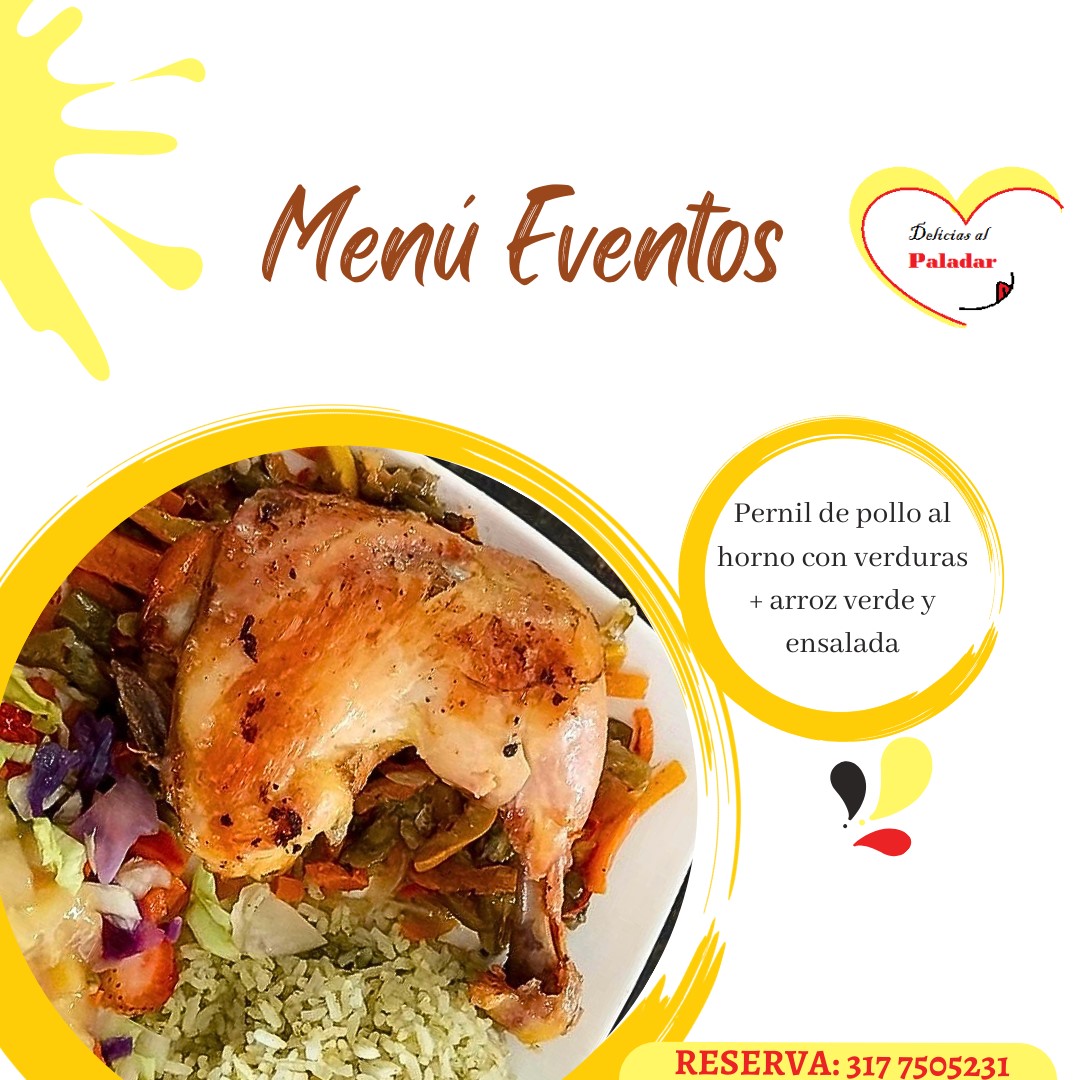 Menú Eventos
Delicias al
Paladar
Pernil de pollo al
horno con verduras
+ arroz verde y
ensalada
RESERVA: 317 7505231